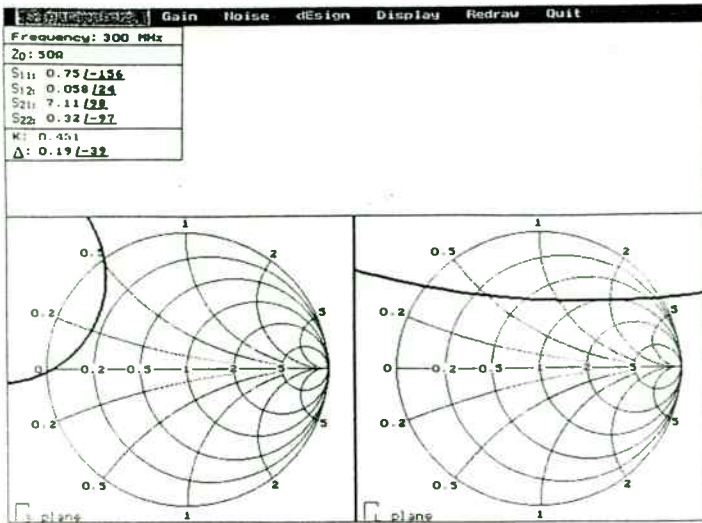 Gain Noise dEsign Display Redraw Quit
Frequency: 300 MHz
Z0: 50Ω
S11: 0.75/-156
S12: 0.058/24
S21: 7.11/98
S22: 0.32/-97
K: 0.451
Δ: 0.19/-39
1
0.5 2
0.2 5
0 0.2 0.5 1 2 5
0.2 5
0.5 2
1
Γs plane
1
0.5 2
0.2 5
0 0.2 0.5 1 2 5
0.2 5
0.5 2
1
ΓL plane